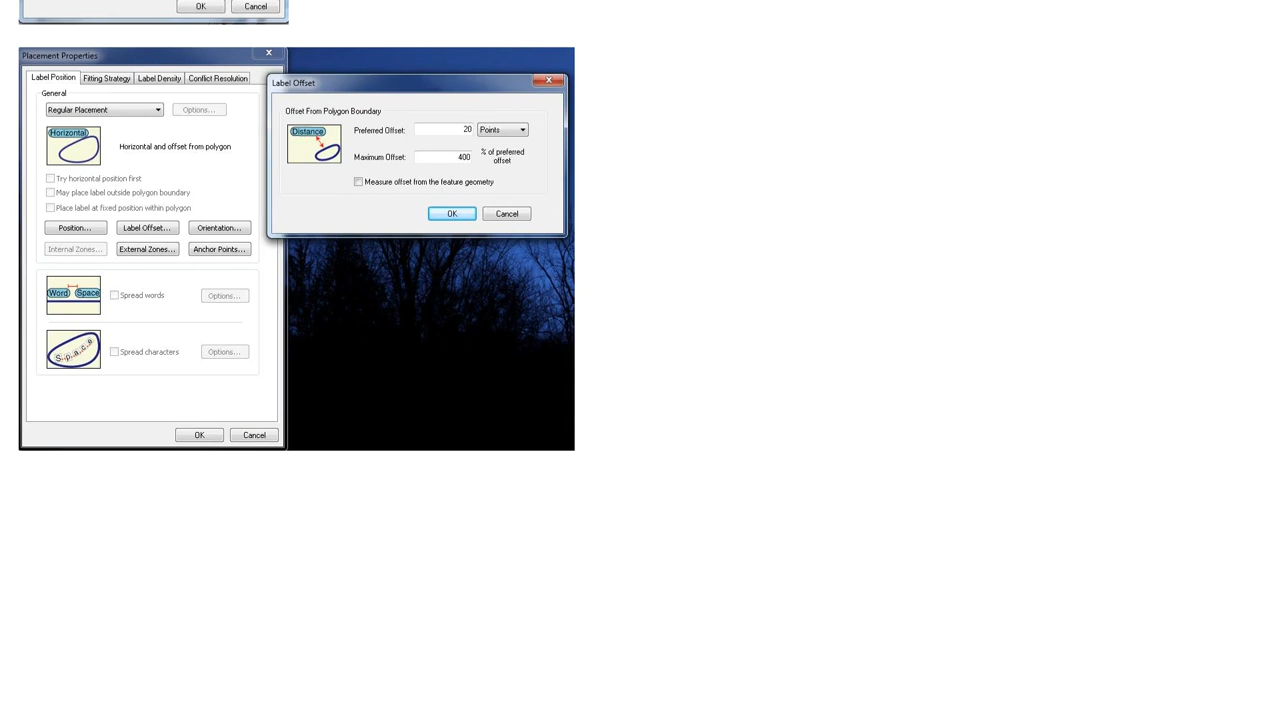 OK Cancel
Placement Properties
x
Label Position Fitting Strategy Label Density Conflict Resolution
General
Regular Placement Options...
Horizontal
Horizontal and offset from polygon
Try horizontal position first
May place label outside polygon boundary
Place label at fixed position within polygon
Position... Label Offset... Orientation...
Internal Zones... External Zones... Anchor Points...
Word Space Spread words Options...
S.p.a.c.e Spread characters Options...
OK Cancel
Label Offset
x
Offset From Polygon Boundary
Distance
Preferred Offset: 20 Points
Maximum Offset: 400 % of preferred
offset
Measure offset from the feature geometry
OK Cancel